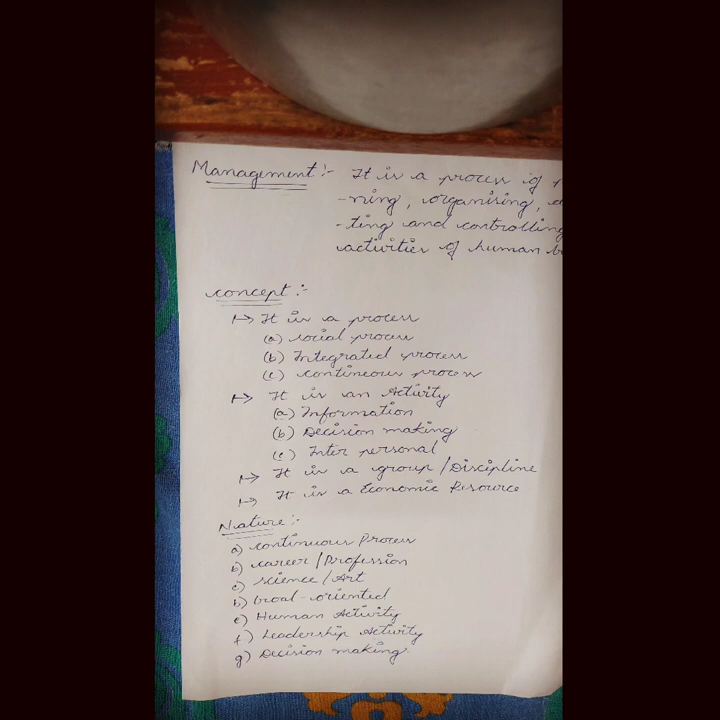 Management :- It is a process of
-ning, organising,
-ting and controlling
activities of human
concept :-
↦ It is a process
(a) social process
(b) Integrated process
(c) contineous process
↦ It is an Activity
(a) Information
(b) Decision making
(c) Inter personal
↦ It is a group / Discipline
↦ It is a Economic Resource
Nature :-
a) continuous Process
b) career / Profession
c) science / Art
b) Goal-oriented
e) Human Activity
f) Leadership Activity
g) Decision making.